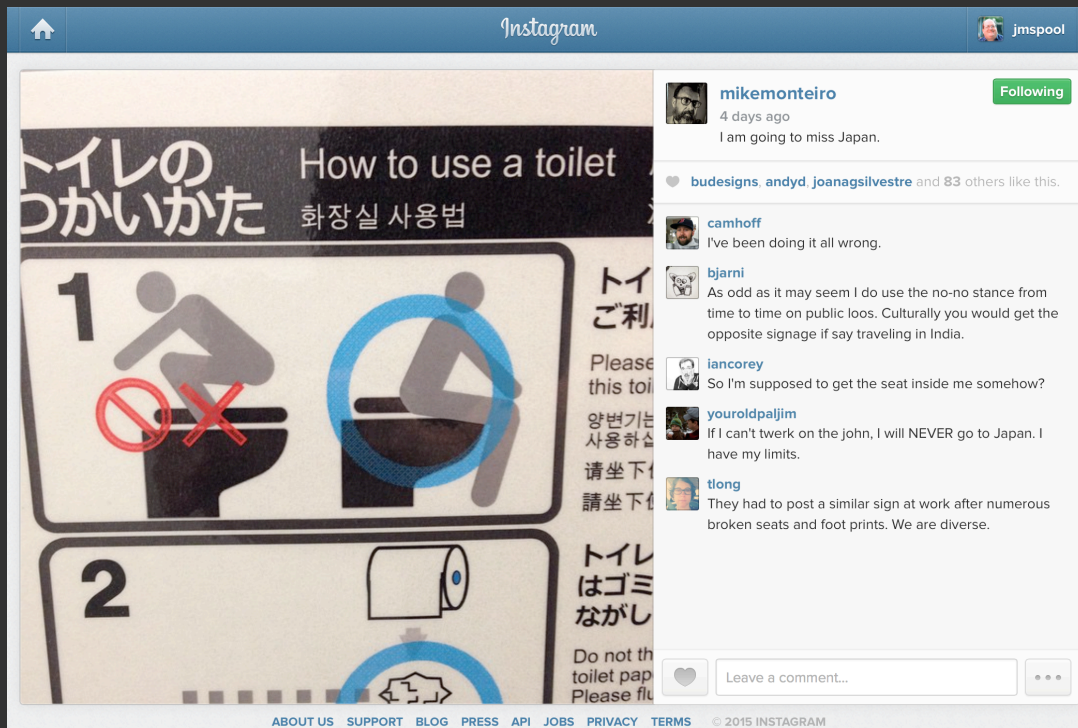 Instagram
jmspool
トイレの
つかいかた
How to use a toilet
화장실 사용법
1
トイ
ご利
Please
this toi
양변기는
사용하십
请坐下
請坐下
2
トイレ
はゴミ
ながし
Do not th
toilet pap
Please flu
mikemonteiro
Following
4 days ago
I am going to miss Japan.
budesigns, andyd, joanagsilvestre and 83 others like this.
camhoff
I've been doing it all wrong.
bjarni
As odd as it may seem I do use the no-no stance from
time to time on public loos. Culturally you would get the
opposite signage if say traveling in India.
iancorey
So I'm supposed to get the seat inside me somehow?
youroldpaljim
If I can't twerk on the john, I will NEVER go to Japan. I
have my limits.
tlong
They had to post a similar sign at work after numerous
broken seats and foot prints. We are diverse.
Leave a comment...
ABOUT US SUPPORT BLOG PRESS API JOBS PRIVACY TERMS © 2015 INSTAGRAM